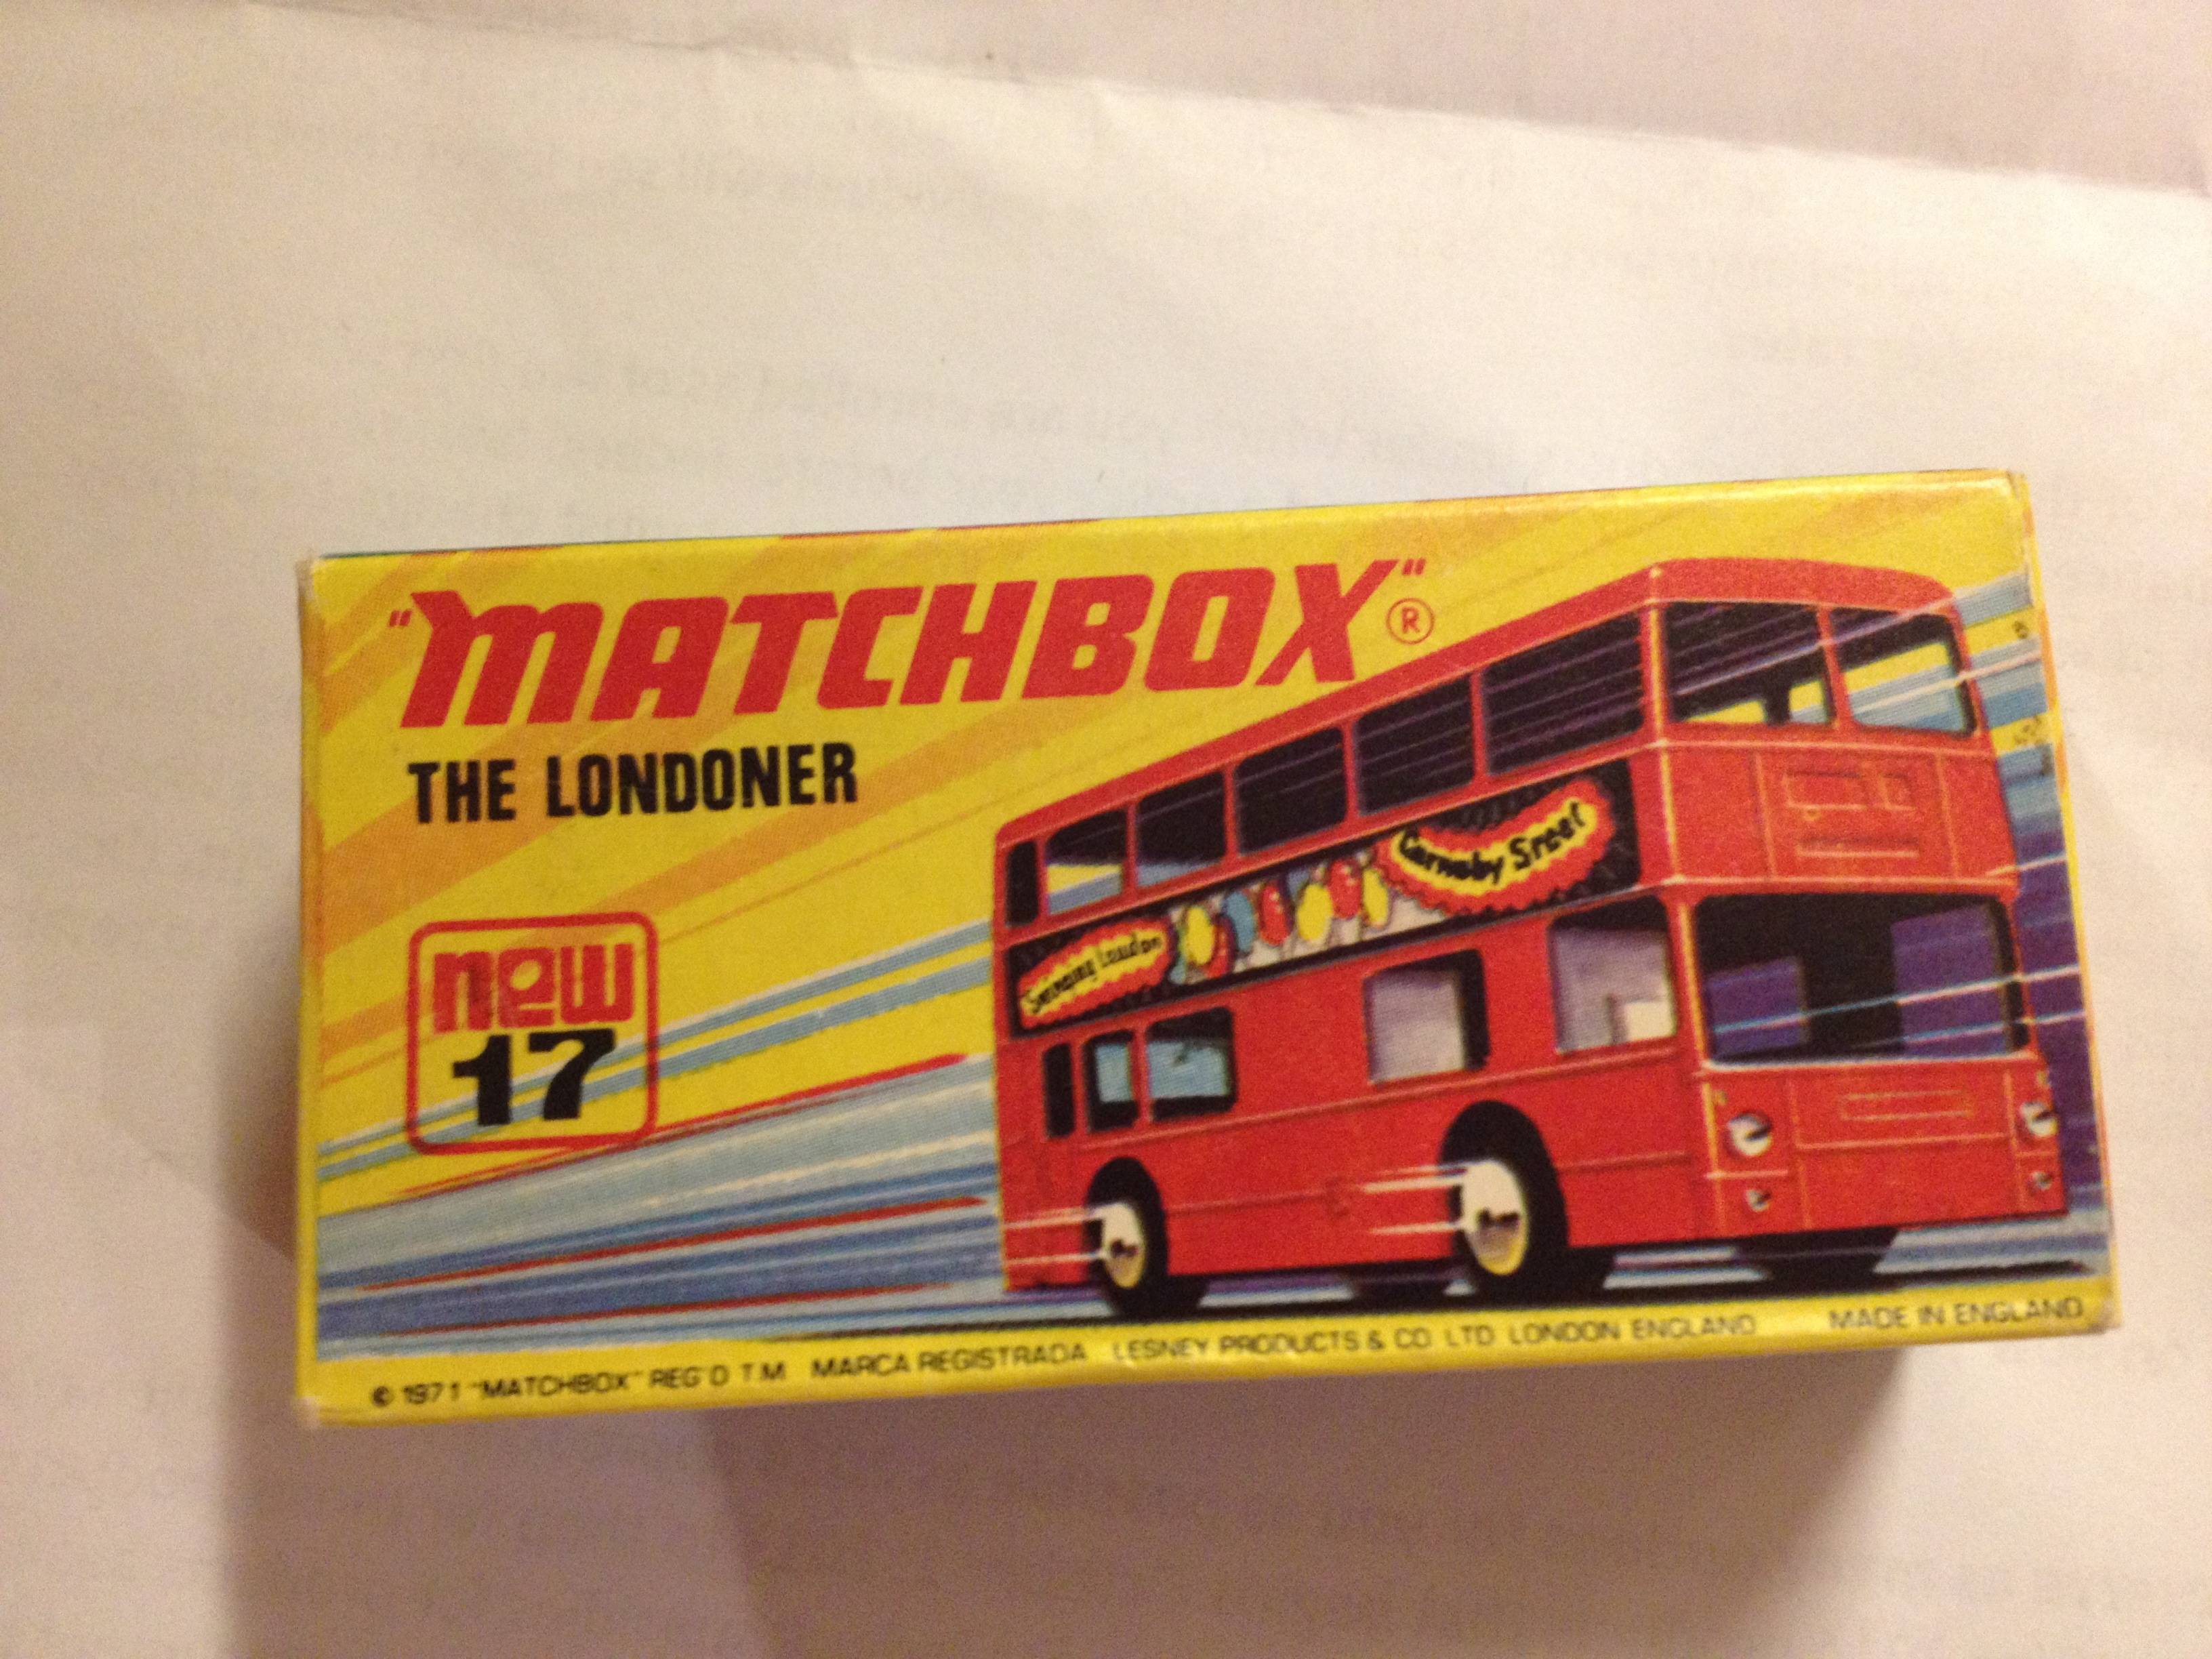 "MATCHBOX"®
THE LONDONER
new
17
Swinging London
Carnaby Street
© 1971 "MATCHBOX" REG'D T.M. MARCA REGISTRADA LESNEY PRODUCTS & CO. LTD. LONDON ENGLAND MADE IN ENGLAND